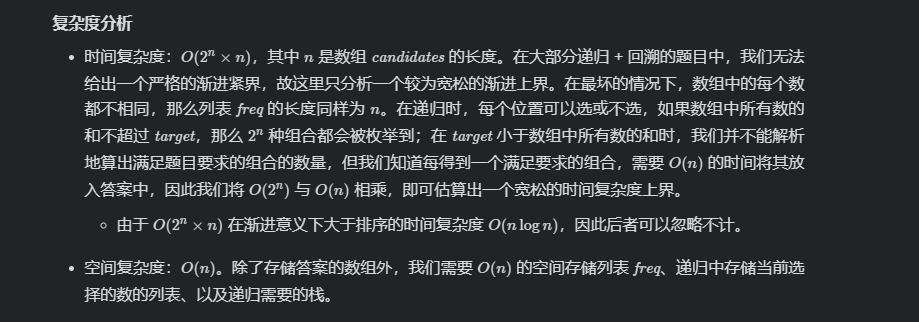 复杂度分析
• 时间复杂度：O(2ⁿ × n)，其中 n 是数组 candidates 的长度。在大部分递归 + 回溯的题目中，我们无法
给出一个严格的渐进紧界，故这里只分析一个较为宽松的渐进上界。在最坏的情况下，数组中的每个数
都不相同，那么列表 freq 的长度同样为 n。在递归时，每个位置可以选或不选，如果数组中所有数的
和不超过 target，那么 2ⁿ 种组合都会被枚举到；在 target 小于数组中所有数的和时，我们并不能解析
地算出满足题目要求的组合的数量，但我们知道每得到一个满足要求的组合，需要 O(n) 的时间将其放
入答案中，因此我们将 O(2ⁿ) 与 O(n) 相乘，即可估算出一个宽松的时间复杂度上界。
◦ 由于 O(2ⁿ × n) 在渐进意义下大于排序的时间复杂度 O(n log n)，因此后者可以忽略不计。
• 空间复杂度：O(n)。除了存储答案的数组外，我们需要 O(n) 的空间存储列表 freq、递归中存储当前选
择的数的列表、以及递归需要的栈。